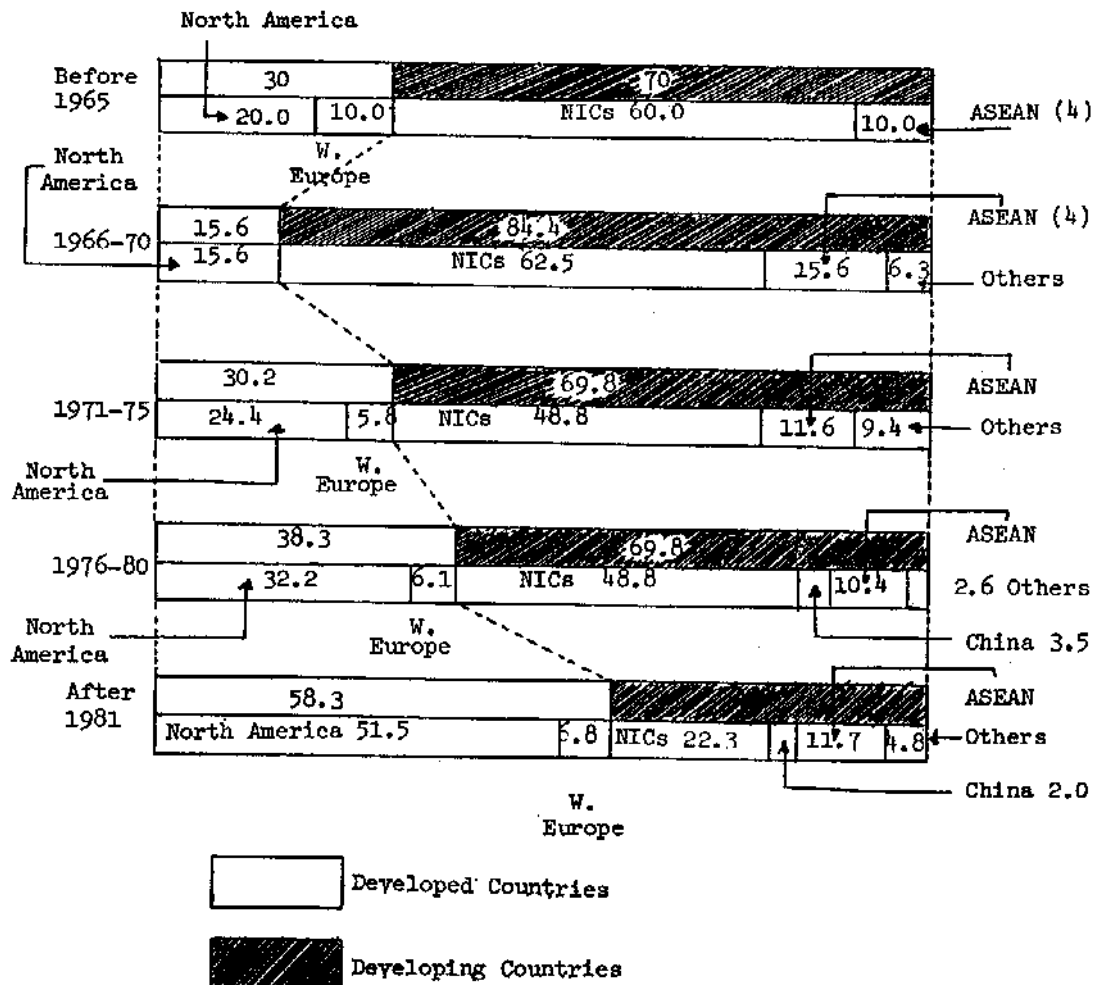 North America
Before
1965
30
70
20.0 10.0 NICs 60.0 10.0 ASEAN (4)
W.
Europe
North
America
1966-70
15.6 84.4 ASEAN (4)
15.6 NICs 62.5 15.6 6.3 Others
1971-75
30.2 69.8 ASEAN
24.4 5.8 NICs 48.8 11.6 9.4 Others
North
America
W.
Europe
1976-80
38.3 69.8 ASEAN
32.2 6.1 NICs 48.8 10.4 2.6 Others
North
America
W.
Europe
China 3.5
After
1981
58.3 ASEAN
North America 51.5 6.8 NICs 22.3 11.7 4.8 Others
China 2.0
W.
Europe
Developed Countries
Developing Countries